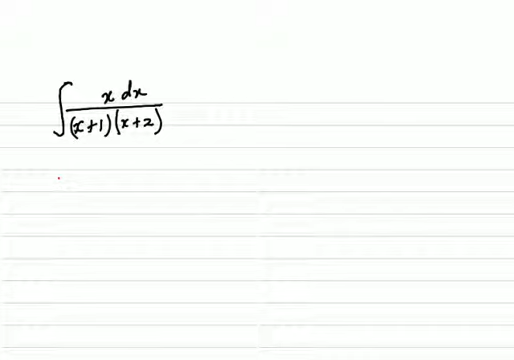 ∫ x dx / (x+1)(x+2)